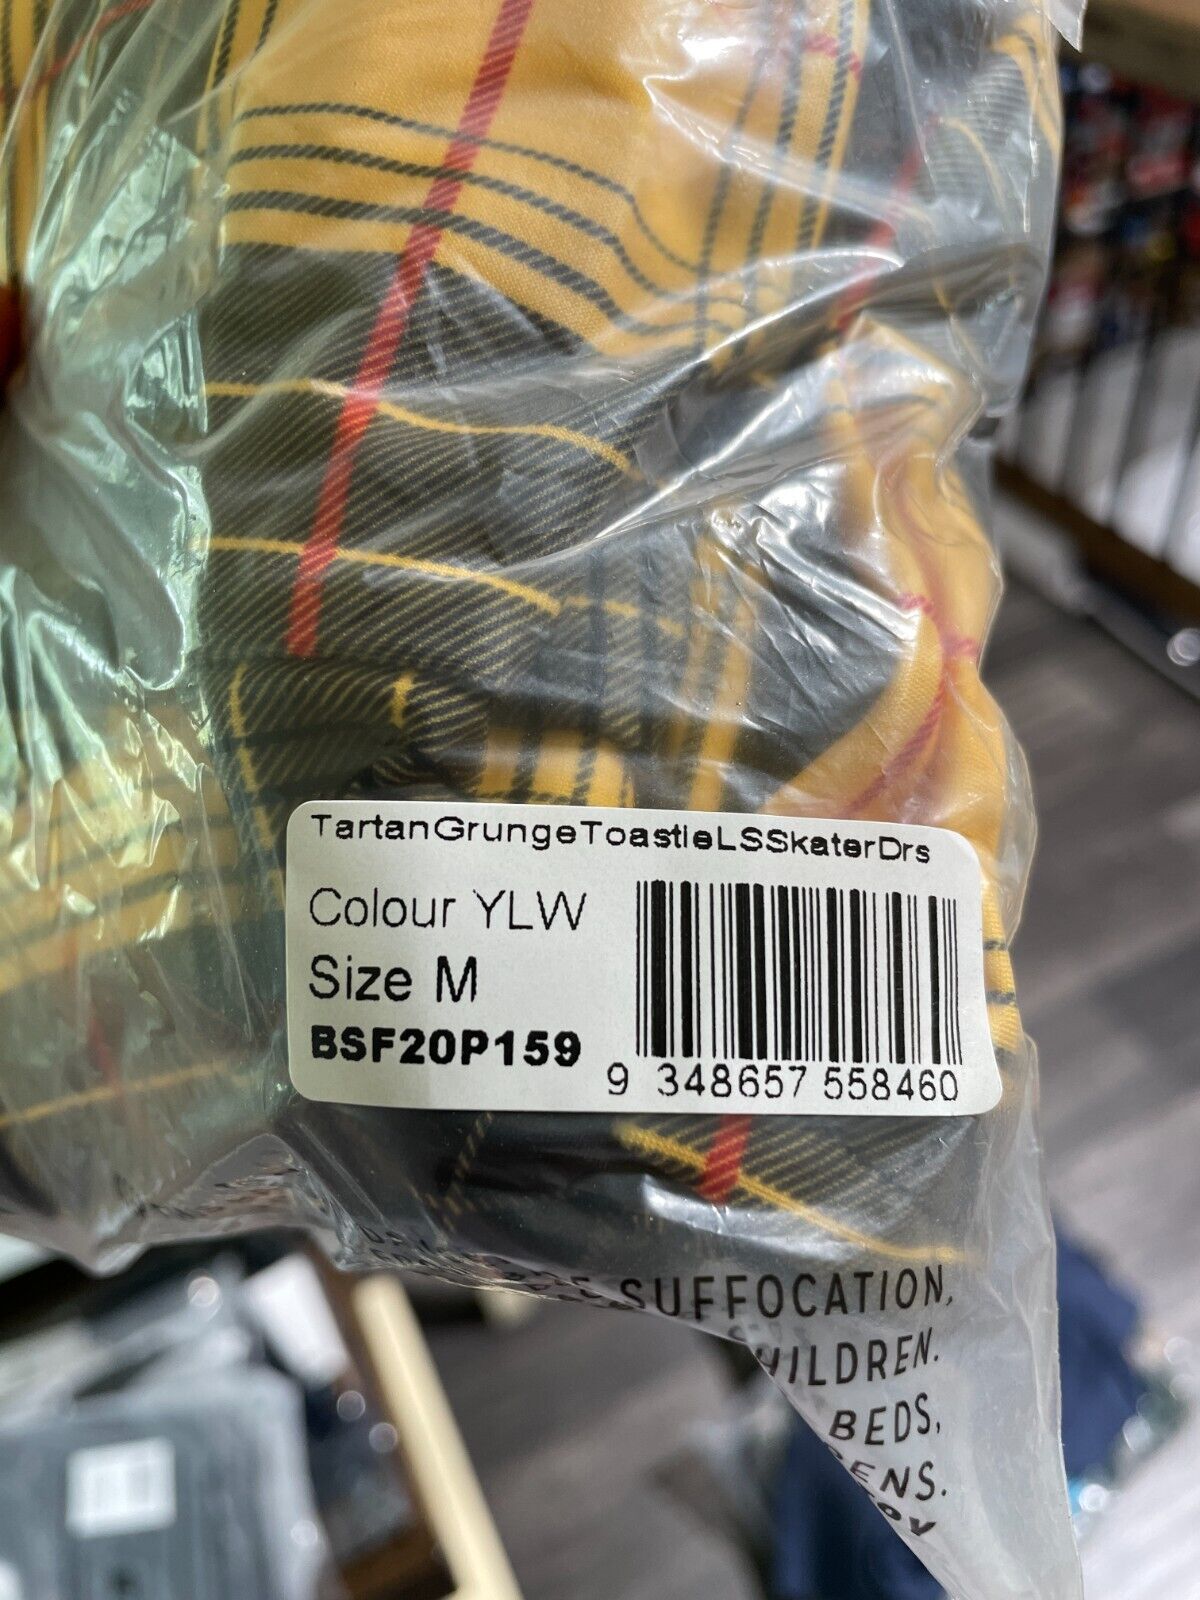 TartanGrungeToastieLSSkaterDrs
Colour YLW
Size M
BSF20P159
9 348657 558460
SUFFOCATION,
CHILDREN.
BEDS,